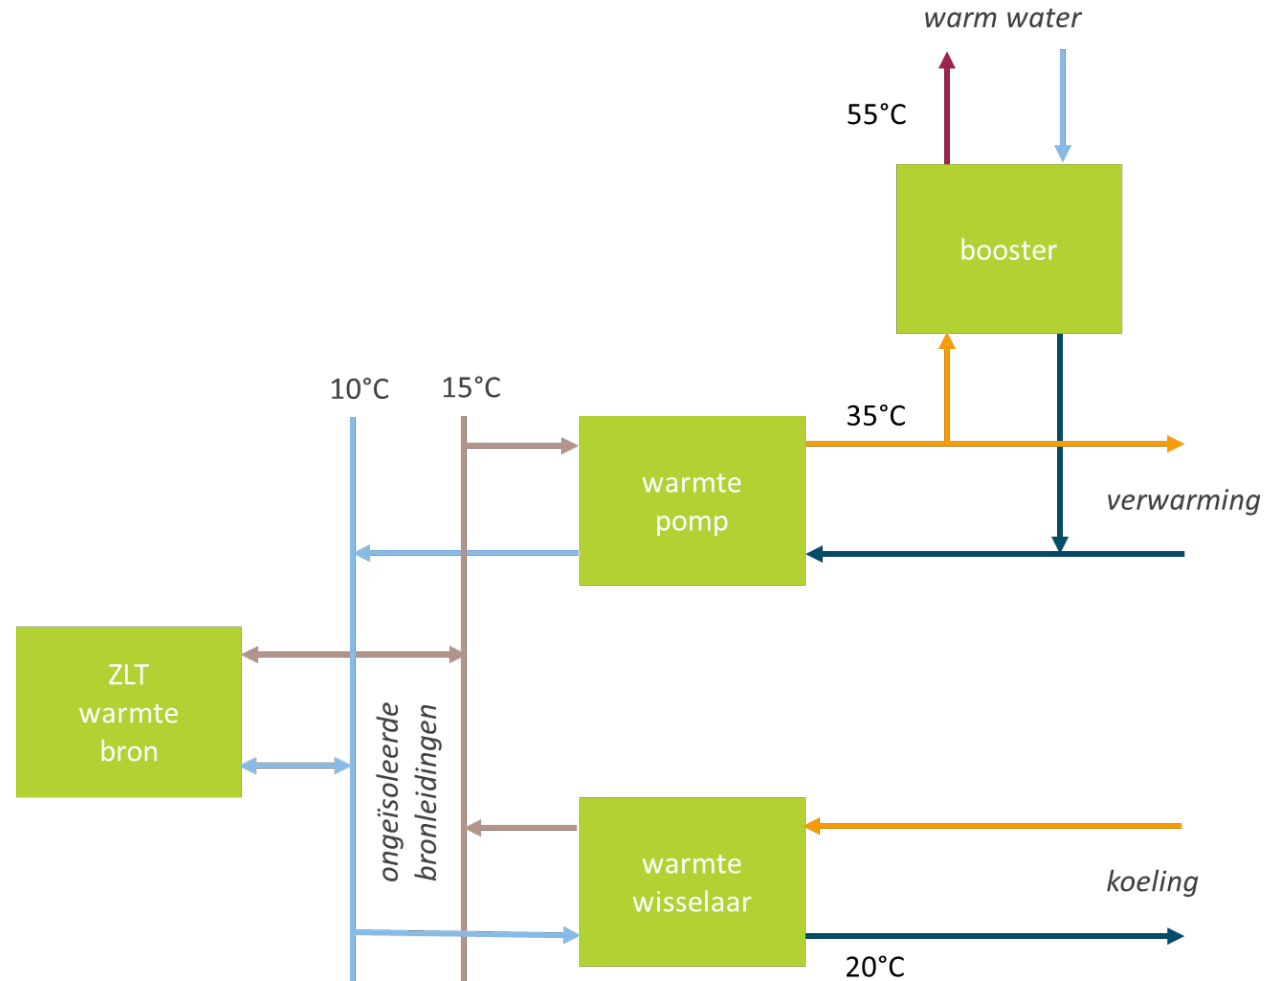 warm water
55°C
booster
10°C
15°C
35°C
warmte
pomp
verwarming
ZLT
warmte
bron
ongeïsoleerde
bronleidingen
warmte
wisselaar
koeling
20°C